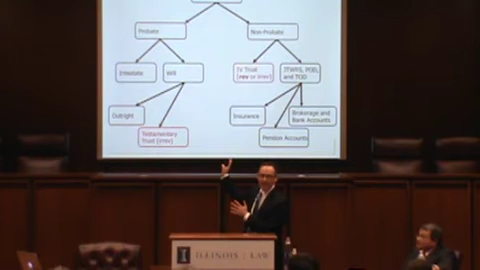 Probate
Non-Probate
Intestate
Will
IV Trust
[rev or irrev]
JTWRS, POD,
and TOD
Outright
Testamentary
Trust [irrev]
Insurance
Brokerage and
Bank Accounts
Pension Accounts
I ILLINOIS LAW